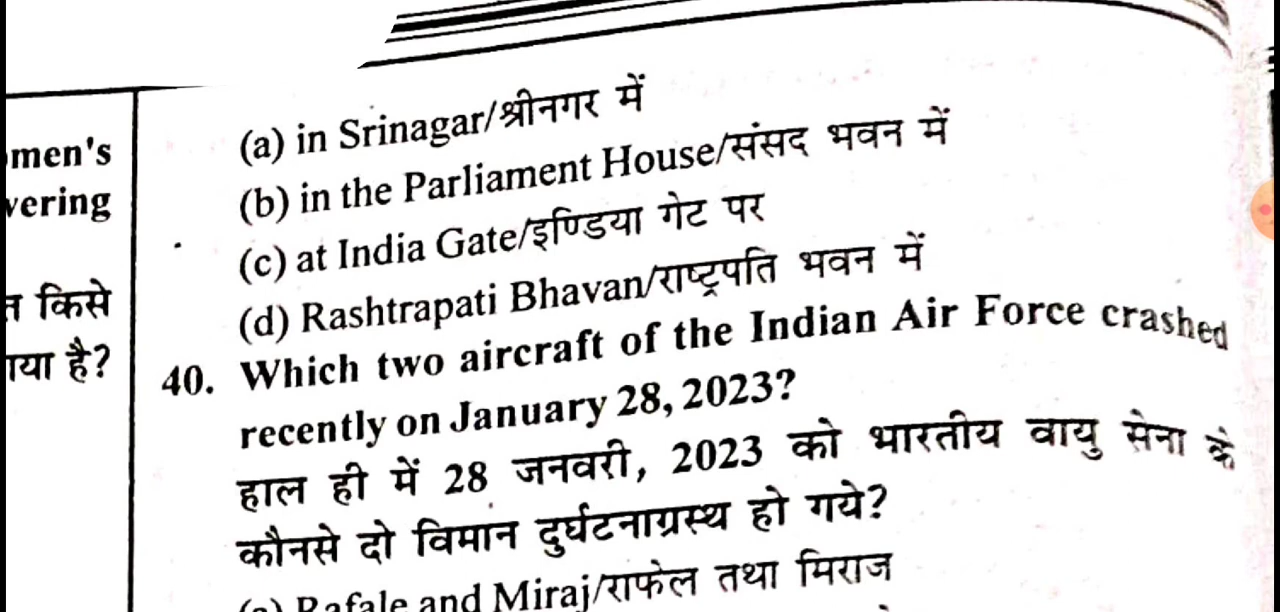 men's
vering
किसे
गया है?
(a) in Srinagar/श्रीनगर में
(b) in the Parliament House/संसद भवन में
(c) at India Gate/इण्डिया गेट पर
(d) Rashtrapati Bhavan/राष्ट्रपति भवन में
40. Which two aircraft of the Indian Air Force crashed
recently on January 28, 2023?
हाल ही में 28 जनवरी, 2023 को भारतीय वायु सेना के
कौनसे दो विमान दुर्घटनाग्रस्थ हो गये?
(a) Rafale and Miraj/राफेल तथा मिराज